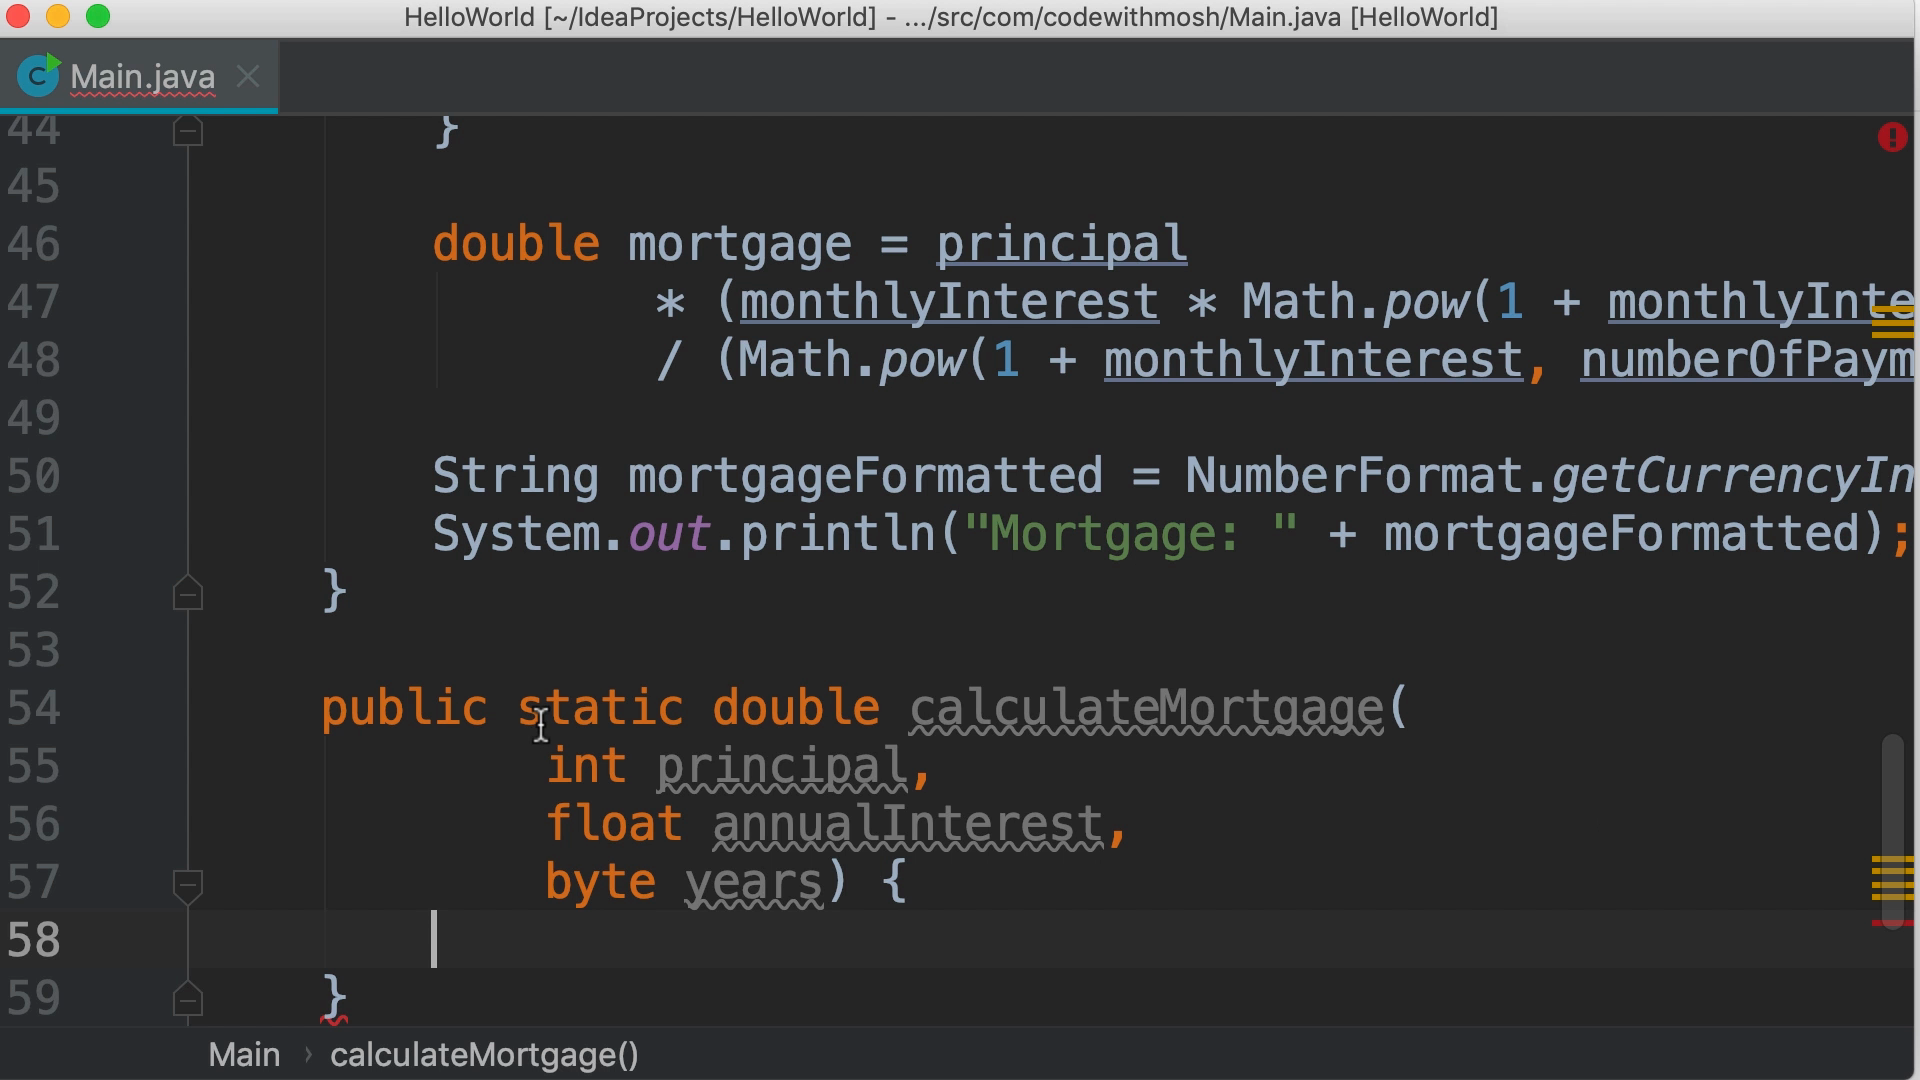 HelloWorld [~/IdeaProjects/HelloWorld] - .../src/com/codewithmosh/Main.java [HelloWorld]
Main.java
44 }
45
46 double mortgage = principal
47 * (monthlyInterest * Math.pow(1 + monthlyInte
48 / (Math.pow(1 + monthlyInterest, numberOfPaym
49
50 String mortgageFormatted = NumberFormat.getCurrencyIn
51 System.out.println("Mortgage: " + mortgageFormatted);
52 }
53
54 public static double calculateMortgage(
55 int principal,
56 float annualInterest,
57 byte years) {
58
59 }
Main › calculateMortgage()